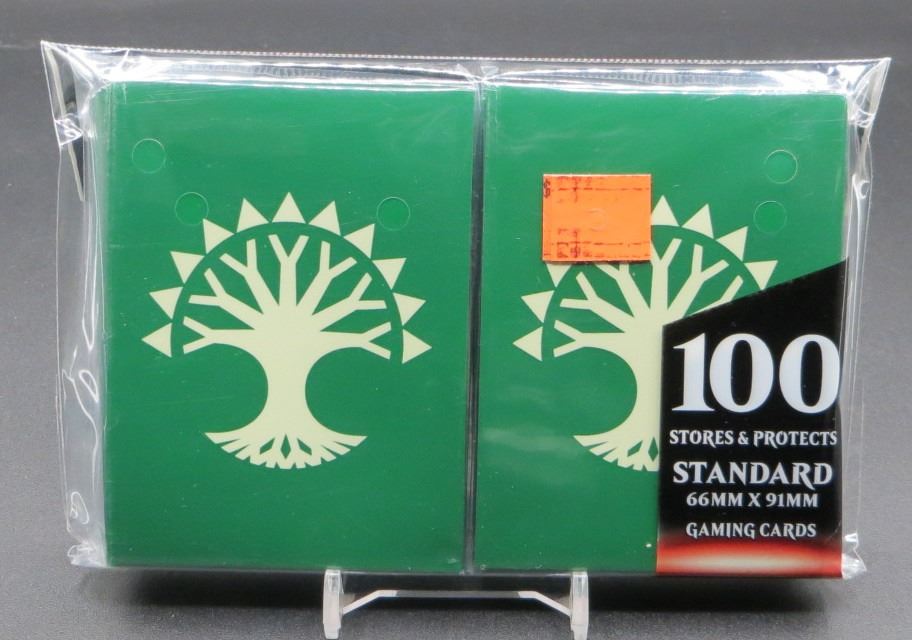 $
100
STORES & PROTECTS
STANDARD
66MM X 91MM
GAMING CARDS